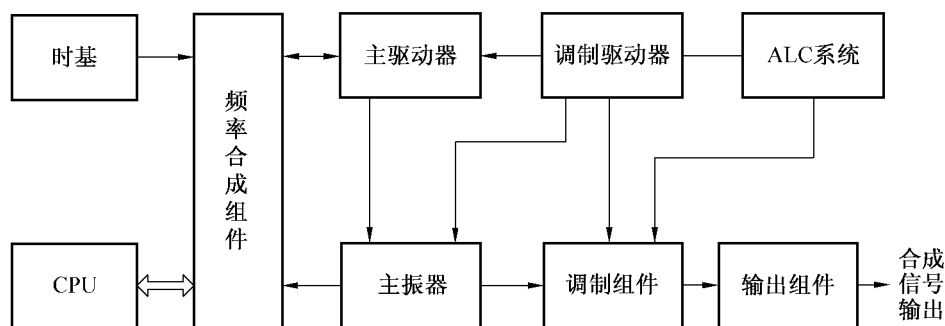 时基
频率合成组件
主驱动器
调制驱动器
ALC系统
CPU
主振器
调制组件
输出组件
合成
信号
输出